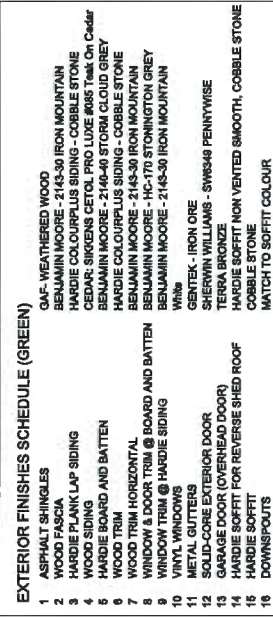 EXTERIOR FINISHES SCHEDULE (GREEN)
1 ASPHALT SHINGLES GAF- WEATHERED WOOD
2 WOOD FASCIA BENJAMIN MOORE - 2143-30 IRON MOUNTAIN
3 HARDIE PLANK LAP SIDING HARDIE COLOURPLUS SIDING - COBBLE STONE
4 WOOD SIDING CEDAR: SIKKENS CETOL PRO LUXE #085 Teak On Cedar
5 HARDIE BOARD AND BATTEN BENJAMIN MOORE - 2140-40 STORM CLOUD GREY
6 WOOD TRIM HARDIE COLOURPLUS SIDING - COBBLE STONE
7 WOOD TRIM HORIZONTAL BENJAMIN MOORE - 2143-30 IRON MOUNTAIN
8 WINDOW & DOOR TRIM @ BOARD AND BATTEN BENJAMIN MOORE - HC-170 STONINGTON GREY
9 WINDOW TRIM @ HARDIE SIDING BENJAMIN MOORE - 2143-30 IRON MOUNTAIN
10 VINYL WINDOWS White
11 METAL GUTTERS GENTEK - IRON ORE
12 SOLID-CORE EXTERIOR DOOR SHERWIN WILLIAMS - SW6349 PENNYWISE
13 GARAGE DOOR (OVERHEAD DOOR) TERRA BRONZE
14 HARDIE SOFFIT FOR REVERSE SHED ROOF HARDIE SOFFIT NON VENTED SMOOTH, COBBLE STONE
15 HARDIE SOFFIT COBBLE STONE
16 DOWNSPOUTS MATCH TO SOFFIT COLOUR